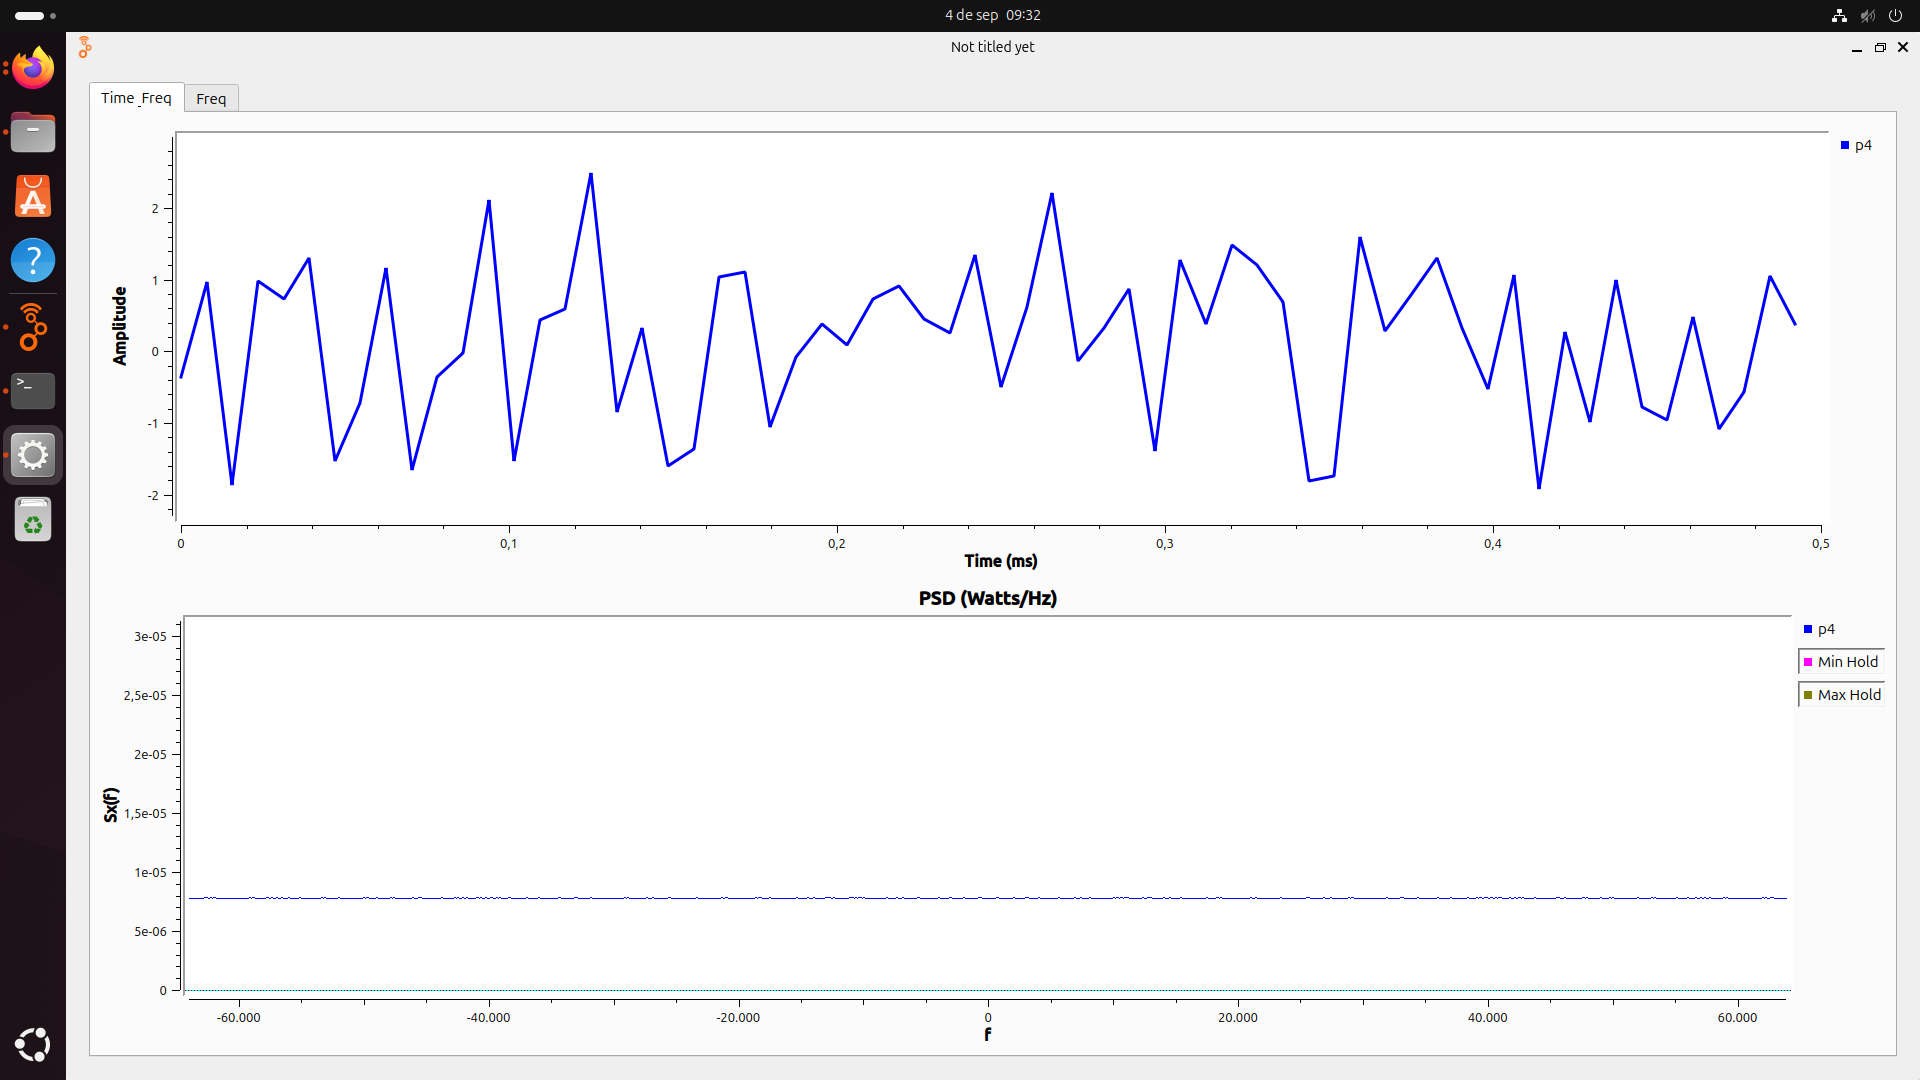 4 de sep 09:32
Not titled yet
Time_Freq
Freq
p4
Amplitude
2
1
0
-1
-2
0
0,1
0,2
0,3
0,4
0,5
Time (ms)
PSD (Watts/Hz)
p4
Min Hold
Max Hold
Sx(f)
3e-05
2,5e-05
2e-05
1,5e-05
1e-05
5e-06
0
-60.000
-40.000
-20.000
0
20.000
40.000
60.000
f